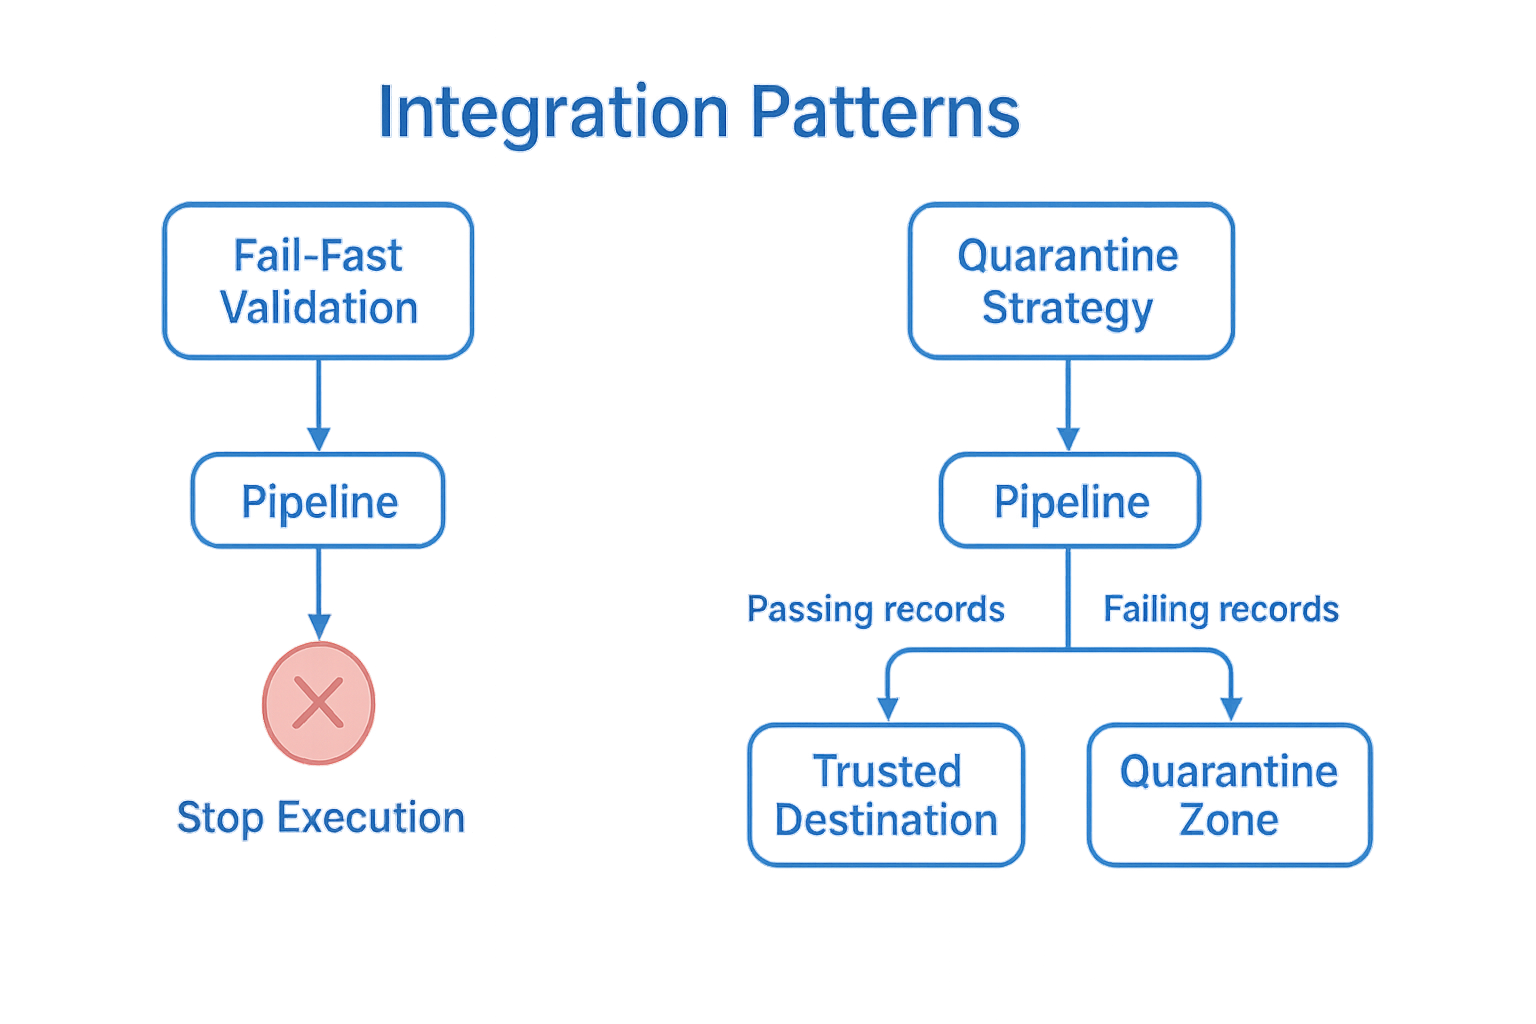 Integration Patterns
Fail-Fast
Validation
Pipeline
Stop Execution
Quarantine
Strategy
Pipeline
Passing records
Failing records
Trusted
Destination
Quarantine
Zone